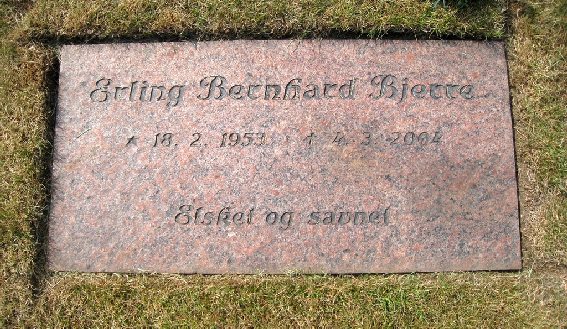 Erling Bernhard Bjerre
* 18. 2. 1953 † 4. 3. 2004
Elsket og savnet